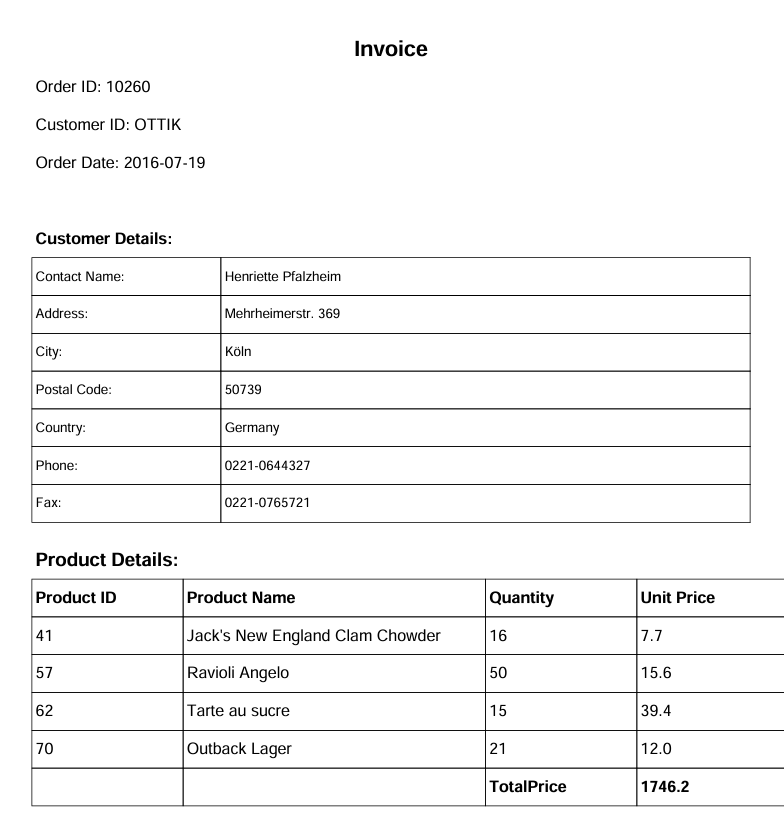 Invoice
Order ID: 10260
Customer ID: OTTIK
Order Date: 2016-07-19
Customer Details:
Contact Name: Henriette Pfalzheim
Address: Mehrheimerstr. 369
City: Köln
Postal Code: 50739
Country: Germany
Phone: 0221-0644327
Fax: 0221-0765721
Product Details:
Product ID Product Name Quantity Unit Price
41 Jack's New England Clam Chowder 16 7.7
57 Ravioli Angelo 50 15.6
62 Tarte au sucre 15 39.4
70 Outback Lager 21 12.0
TotalPrice 1746.2